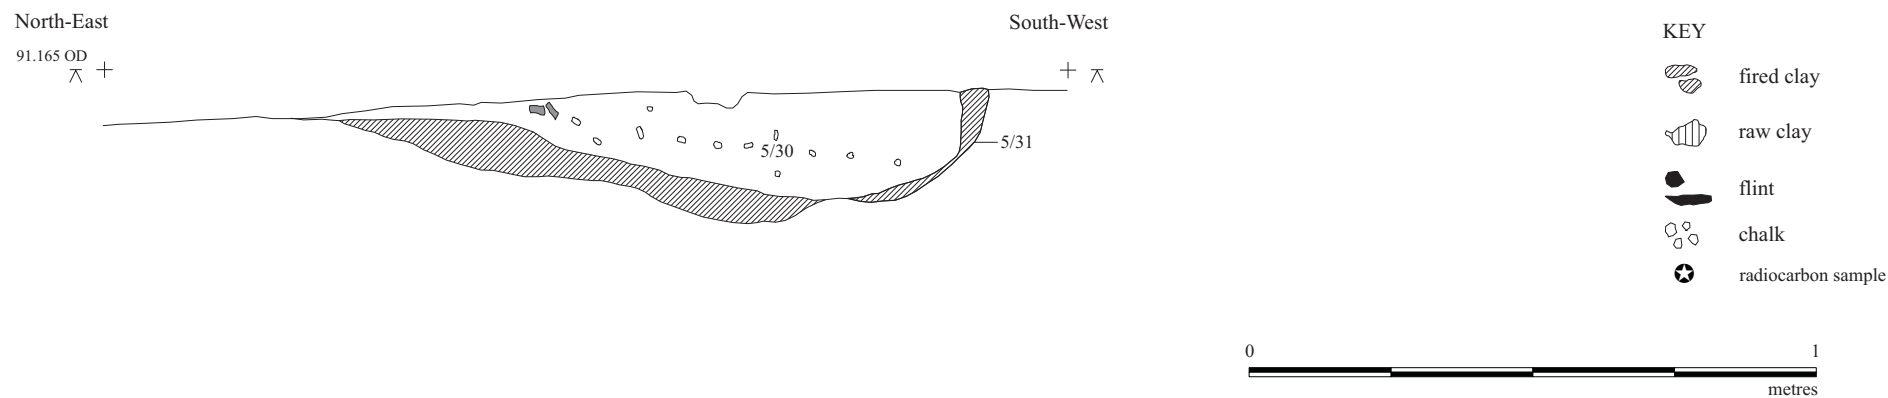 North-East
South-West
91.165 OD
5/30
5/31
KEY
fired clay
raw clay
flint
chalk
radiocarbon sample
0 1
metres